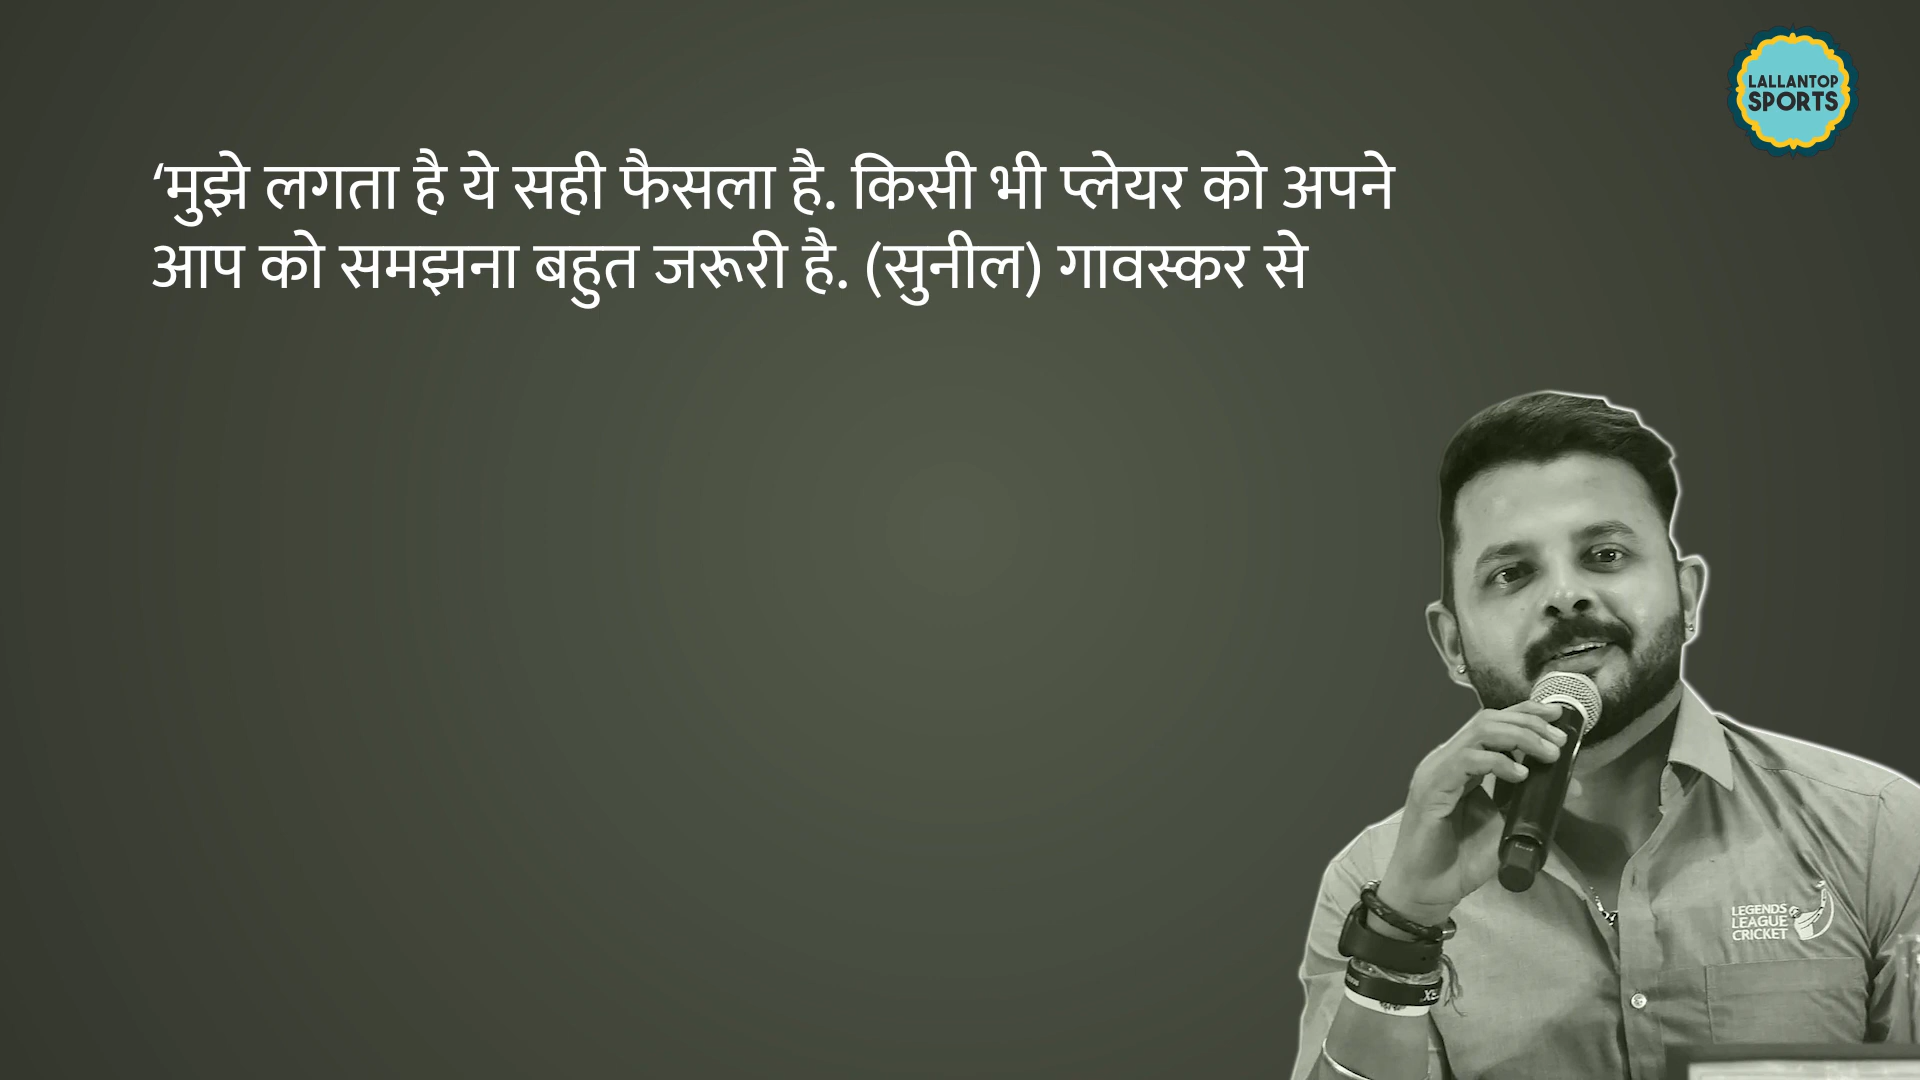 LALLANTOP
SPORTS
‘मुझे लगता है ये सही फैसला है. किसी भी प्लेयर को अपने
आप को समझना बहुत जरूरी है. (सुनील) गावस्कर से
LEGENDS
LEAGUE
CRICKET